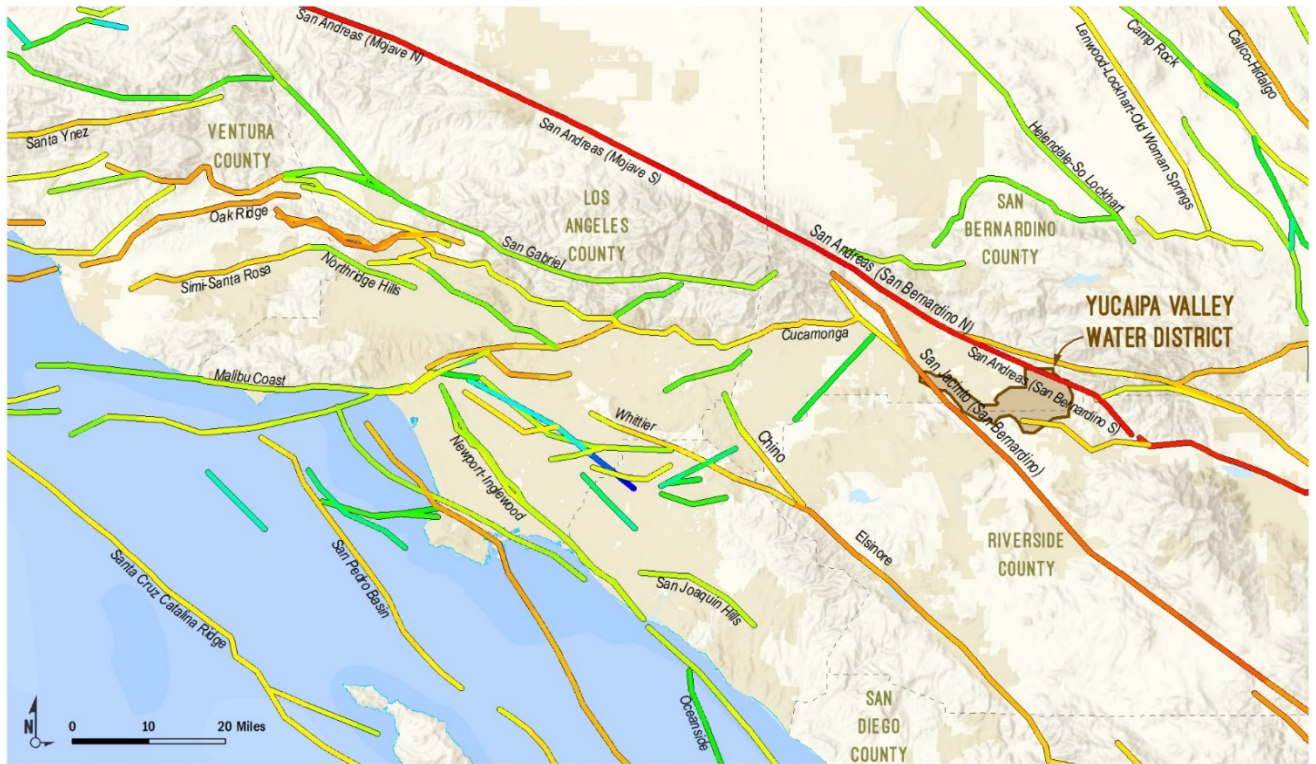 San Andreas (Mojave N)
Lenwood-Lockhart-Old Woman Springs
Camp Rock
Calico-Hidalgo
Santa Ynez
VENTURA
COUNTY
San Andreas (Mojave S)
Helendale-So Lockhart
LOS
ANGELES
COUNTY
SAN
BERNARDINO
COUNTY
Oak Ridge
San Gabriel
San Andreas (San Bernardino N)
Simi-Santa Rosa
Northridge Hills
YUCAIPA VALLEY
WATER DISTRICT
Cucamonga
San Andreas (San Bernardino S)
Malibu Coast
San Jacinto (San Bernardino)
Whittier
Chino
Newport-Inglewood
Elsinore
RIVERSIDE
COUNTY
San Pedro Basin
Santa Cruz Catalina Ridge
San Joaquin Hills
Oceanside
SAN
DIEGO
COUNTY
N
0 10 20 Miles